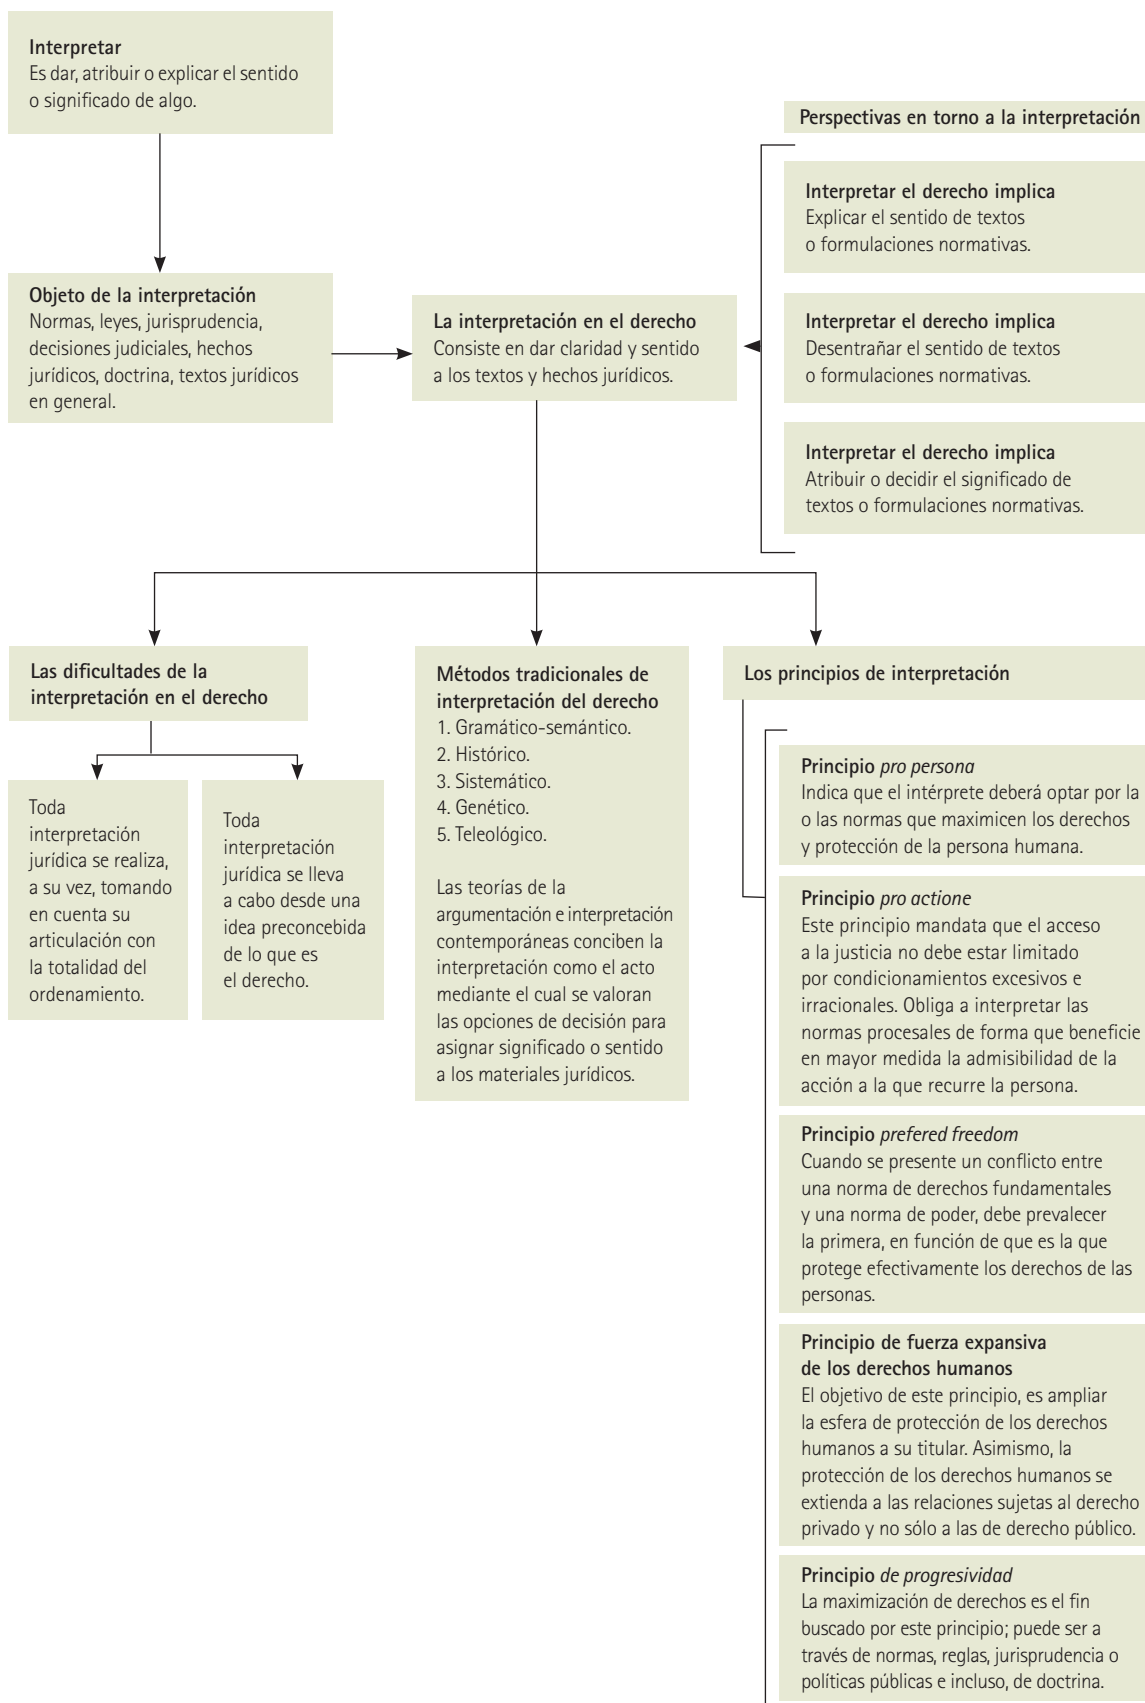 Interpretar
Es dar, atribuir o explicar el sentido
o significado de algo.
Perspectivas en torno a la interpretación
Interpretar el derecho implica
Explicar el sentido de textos
o formulaciones normativas.
Objeto de la interpretación
Normas, leyes, jurisprudencia,
decisiones judiciales, hechos
jurídicos, doctrina, textos jurídicos
en general.
La interpretación en el derecho
Consiste en dar claridad y sentido
a los textos y hechos jurídicos.
Interpretar el derecho implica
Desentrañar el sentido de textos
o formulaciones normativas.
Interpretar el derecho implica
Atribuir o decidir el significado de
textos o formulaciones normativas.
Las dificultades de la
interpretación en el derecho
Toda
interpretación
jurídica se realiza,
a su vez, tomando
en cuenta su
articulación con
la totalidad del
ordenamiento.
Toda
interpretación
jurídica se lleva
a cabo desde una
idea preconcebida
de lo que es
el derecho.
Métodos tradicionales de
interpretación del derecho
1. Gramático-semántico.
2. Histórico.
3. Sistemático.
4. Genético.
5. Teleológico.
Las teorías de la
argumentación e interpretación
contemporáneas conciben la
interpretación como el acto
mediante el cual se valoran
las opciones de decisión para
asignar significado o sentido
a los materiales jurídicos.
Los principios de interpretación
Principio pro persona
Indica que el intérprete deberá optar por la
o las normas que maximicen los derechos
y protección de la persona humana.
Principio pro actione
Este principio mandata que el acceso
a la justicia no debe estar limitado
por condicionamientos excesivos e
irracionales. Obliga a interpretar las
normas procesales de forma que beneficie
en mayor medida la admisibilidad de la
acción a la que recurre la persona.
Principio prefered freedom
Cuando se presente un conflicto entre
una norma de derechos fundamentales
y una norma de poder, debe prevalecer
la primera, en función de que es la que
protege efectivamente los derechos de las
personas.
Principio de fuerza expansiva
de los derechos humanos
El objetivo de este principio, es ampliar
la esfera de protección de los derechos
humanos a su titular. Asimismo, la
protección de los derechos humanos se
extienda a las relaciones sujetas al derecho
privado y no sólo a las de derecho público.
Principio de progresividad
La maximización de derechos es el fin
buscado por este principio; puede ser a
través de normas, reglas, jurisprudencia o
políticas públicas e incluso, de doctrina.